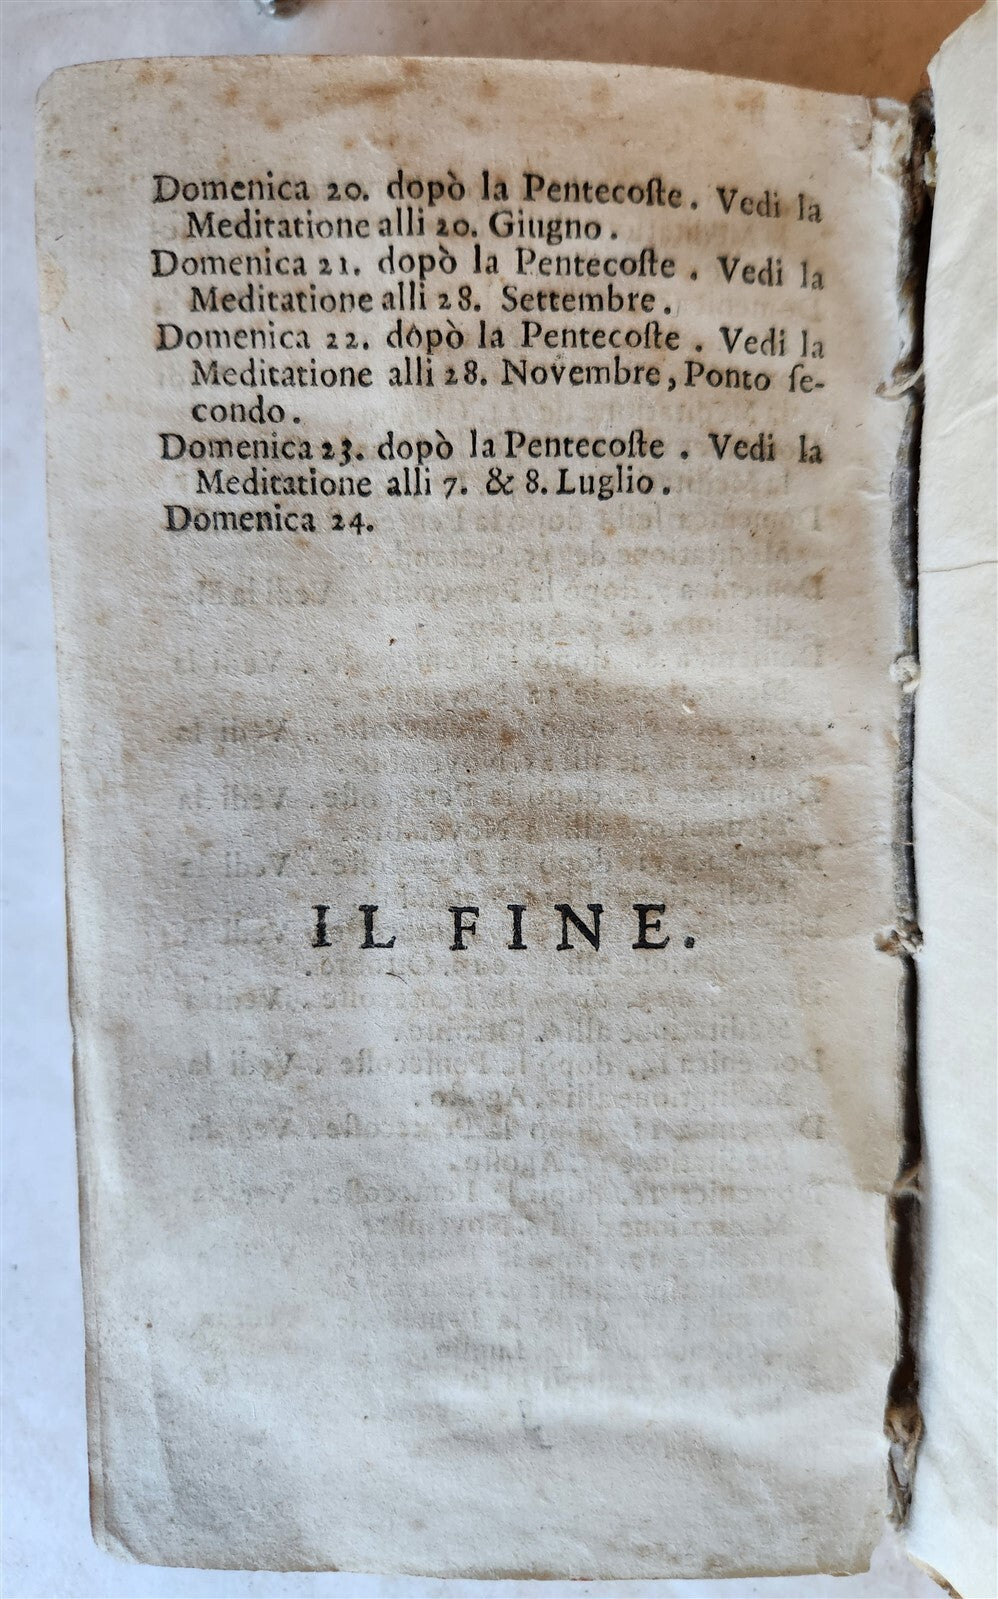 Domenica 20. dopò la Pentecoſte. Vedi la
Meditatione alli 20. Giugno.
Domenica 21. dopò la Pentecoſte. Vedi la
Meditatione alli 28. Settembre.
Domenica 22. dopò la Pentecoſte. Vedi la
Meditatione alli 28. Novembre, Ponto ſe-
condo.
Domenica 23. dopò la Pentecoſte. Vedi la
Meditatione alli 7. & 8. Luglio.
Domenica 24.
IL FINE.